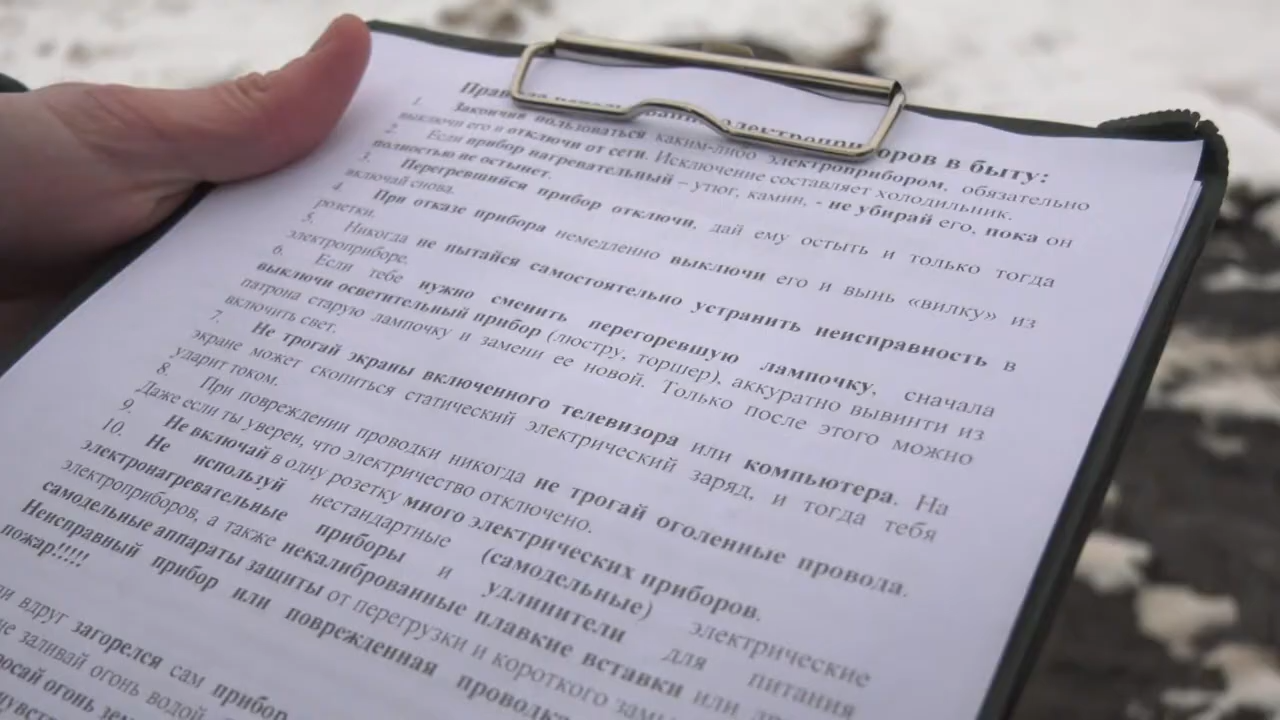 Прав электроприборов в быту:
1. Закончив пользоваться каким-либо электроприбором, обязательно
выключи его и отключи от сети. Исключение составляет холодильник.
2. Если прибор нагревательный – утюг, камин, - не убирай его, пока он
полностью не остынет.
3. Перегревшийся прибор отключи, дай ему остыть и только тогда
включай снова.
4. При отказе прибора немедленно выключи его и вынь «вилку» из
розетки.
5. Никогда не пытайся самостоятельно устранить неисправность в
электроприборе.
6. Если тебе нужно сменить перегоревшую лампочку, сначала
выключи осветительный прибор (люстру, торшер), аккуратно вывинти из
патрона старую лампочку и замени ее новой. Только после этого можно
включить свет.
7. Не трогай экраны включенного телевизора или компьютера. На
экране может скопиться статический электрический заряд, и тогда тебя
ударит током.
8. При повреждении проводки никогда не трогай оголенные провода.
Даже если ты уверен, что электричество отключено.
9. Не включай в одну розетку много электрических приборов.
10. Не используй нестандартные (самодельные) электрические
электронагревательные приборы и удлинители для питания
электроприборов, а также некалиброванные плавкие вставки или
самодельные аппараты защиты от перегрузки и короткого
Неисправный прибор или поврежденная
пожар!!!!!
вдруг загорелся сам прибор
не заливай огонь водой
огонь